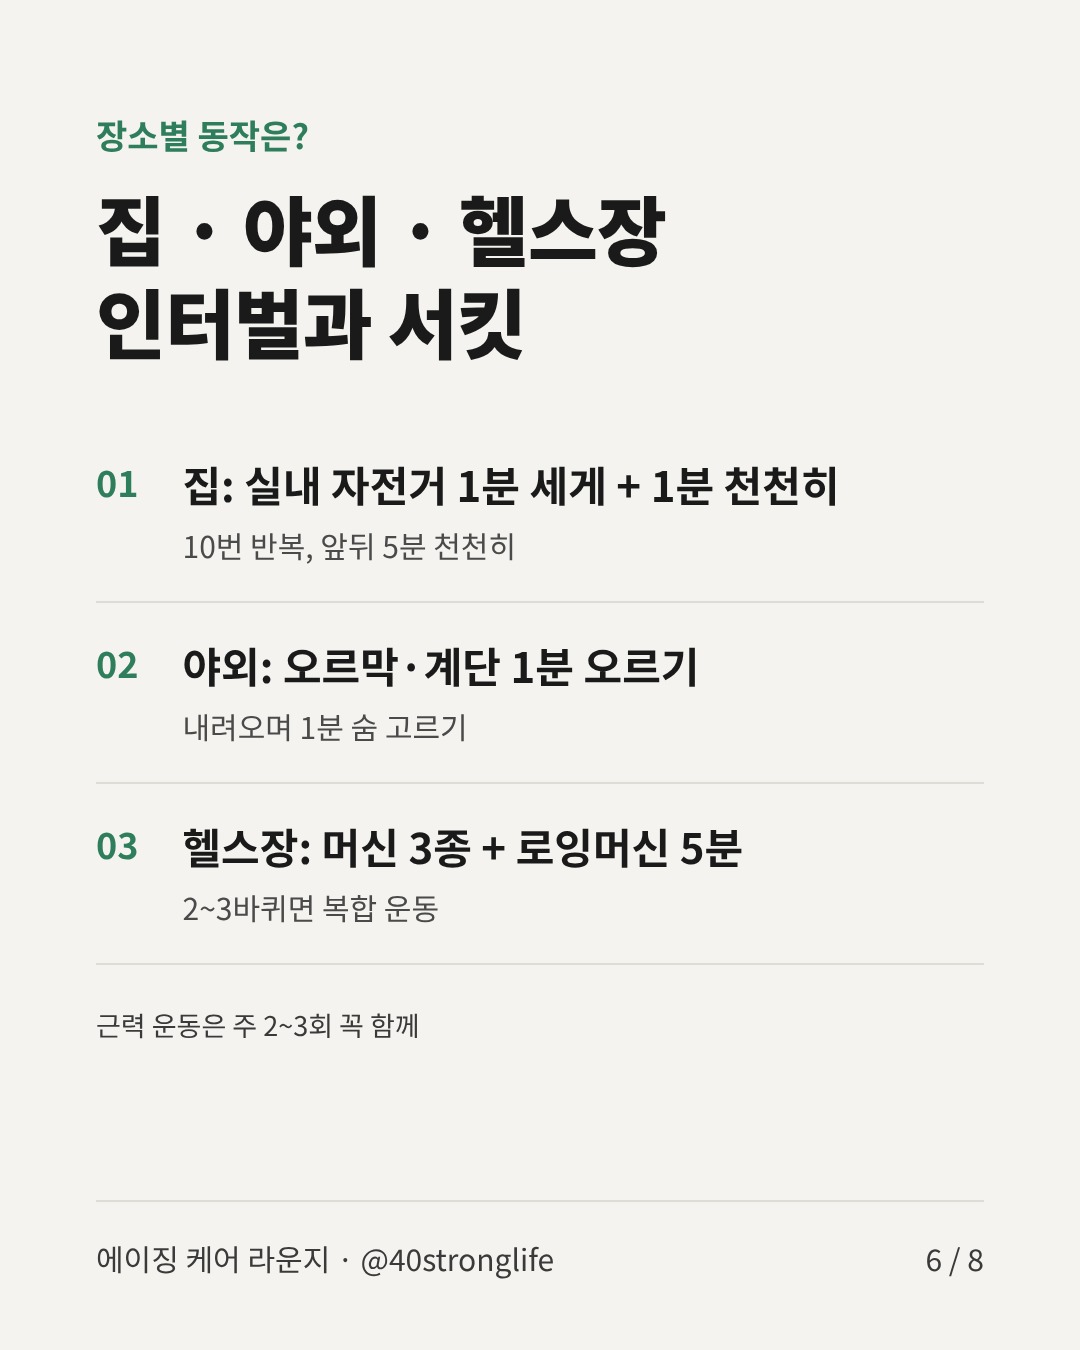 장소별 동작은?
집 · 야외 · 헬스장
인터벌과 서킷
01 집: 실내 자전거 1분 세게 + 1분 천천히
10번 반복, 앞뒤 5분 천천히
02 야외: 오르막·계단 1분 오르기
내려오며 1분 숨 고르기
03 헬스장: 머신 3종 + 로잉머신 5분
2~3바퀴면 복합 운동
근력 운동은 주 2~3회 꼭 함께
에이징 케어 라운지 · @40stronglife 6 / 8